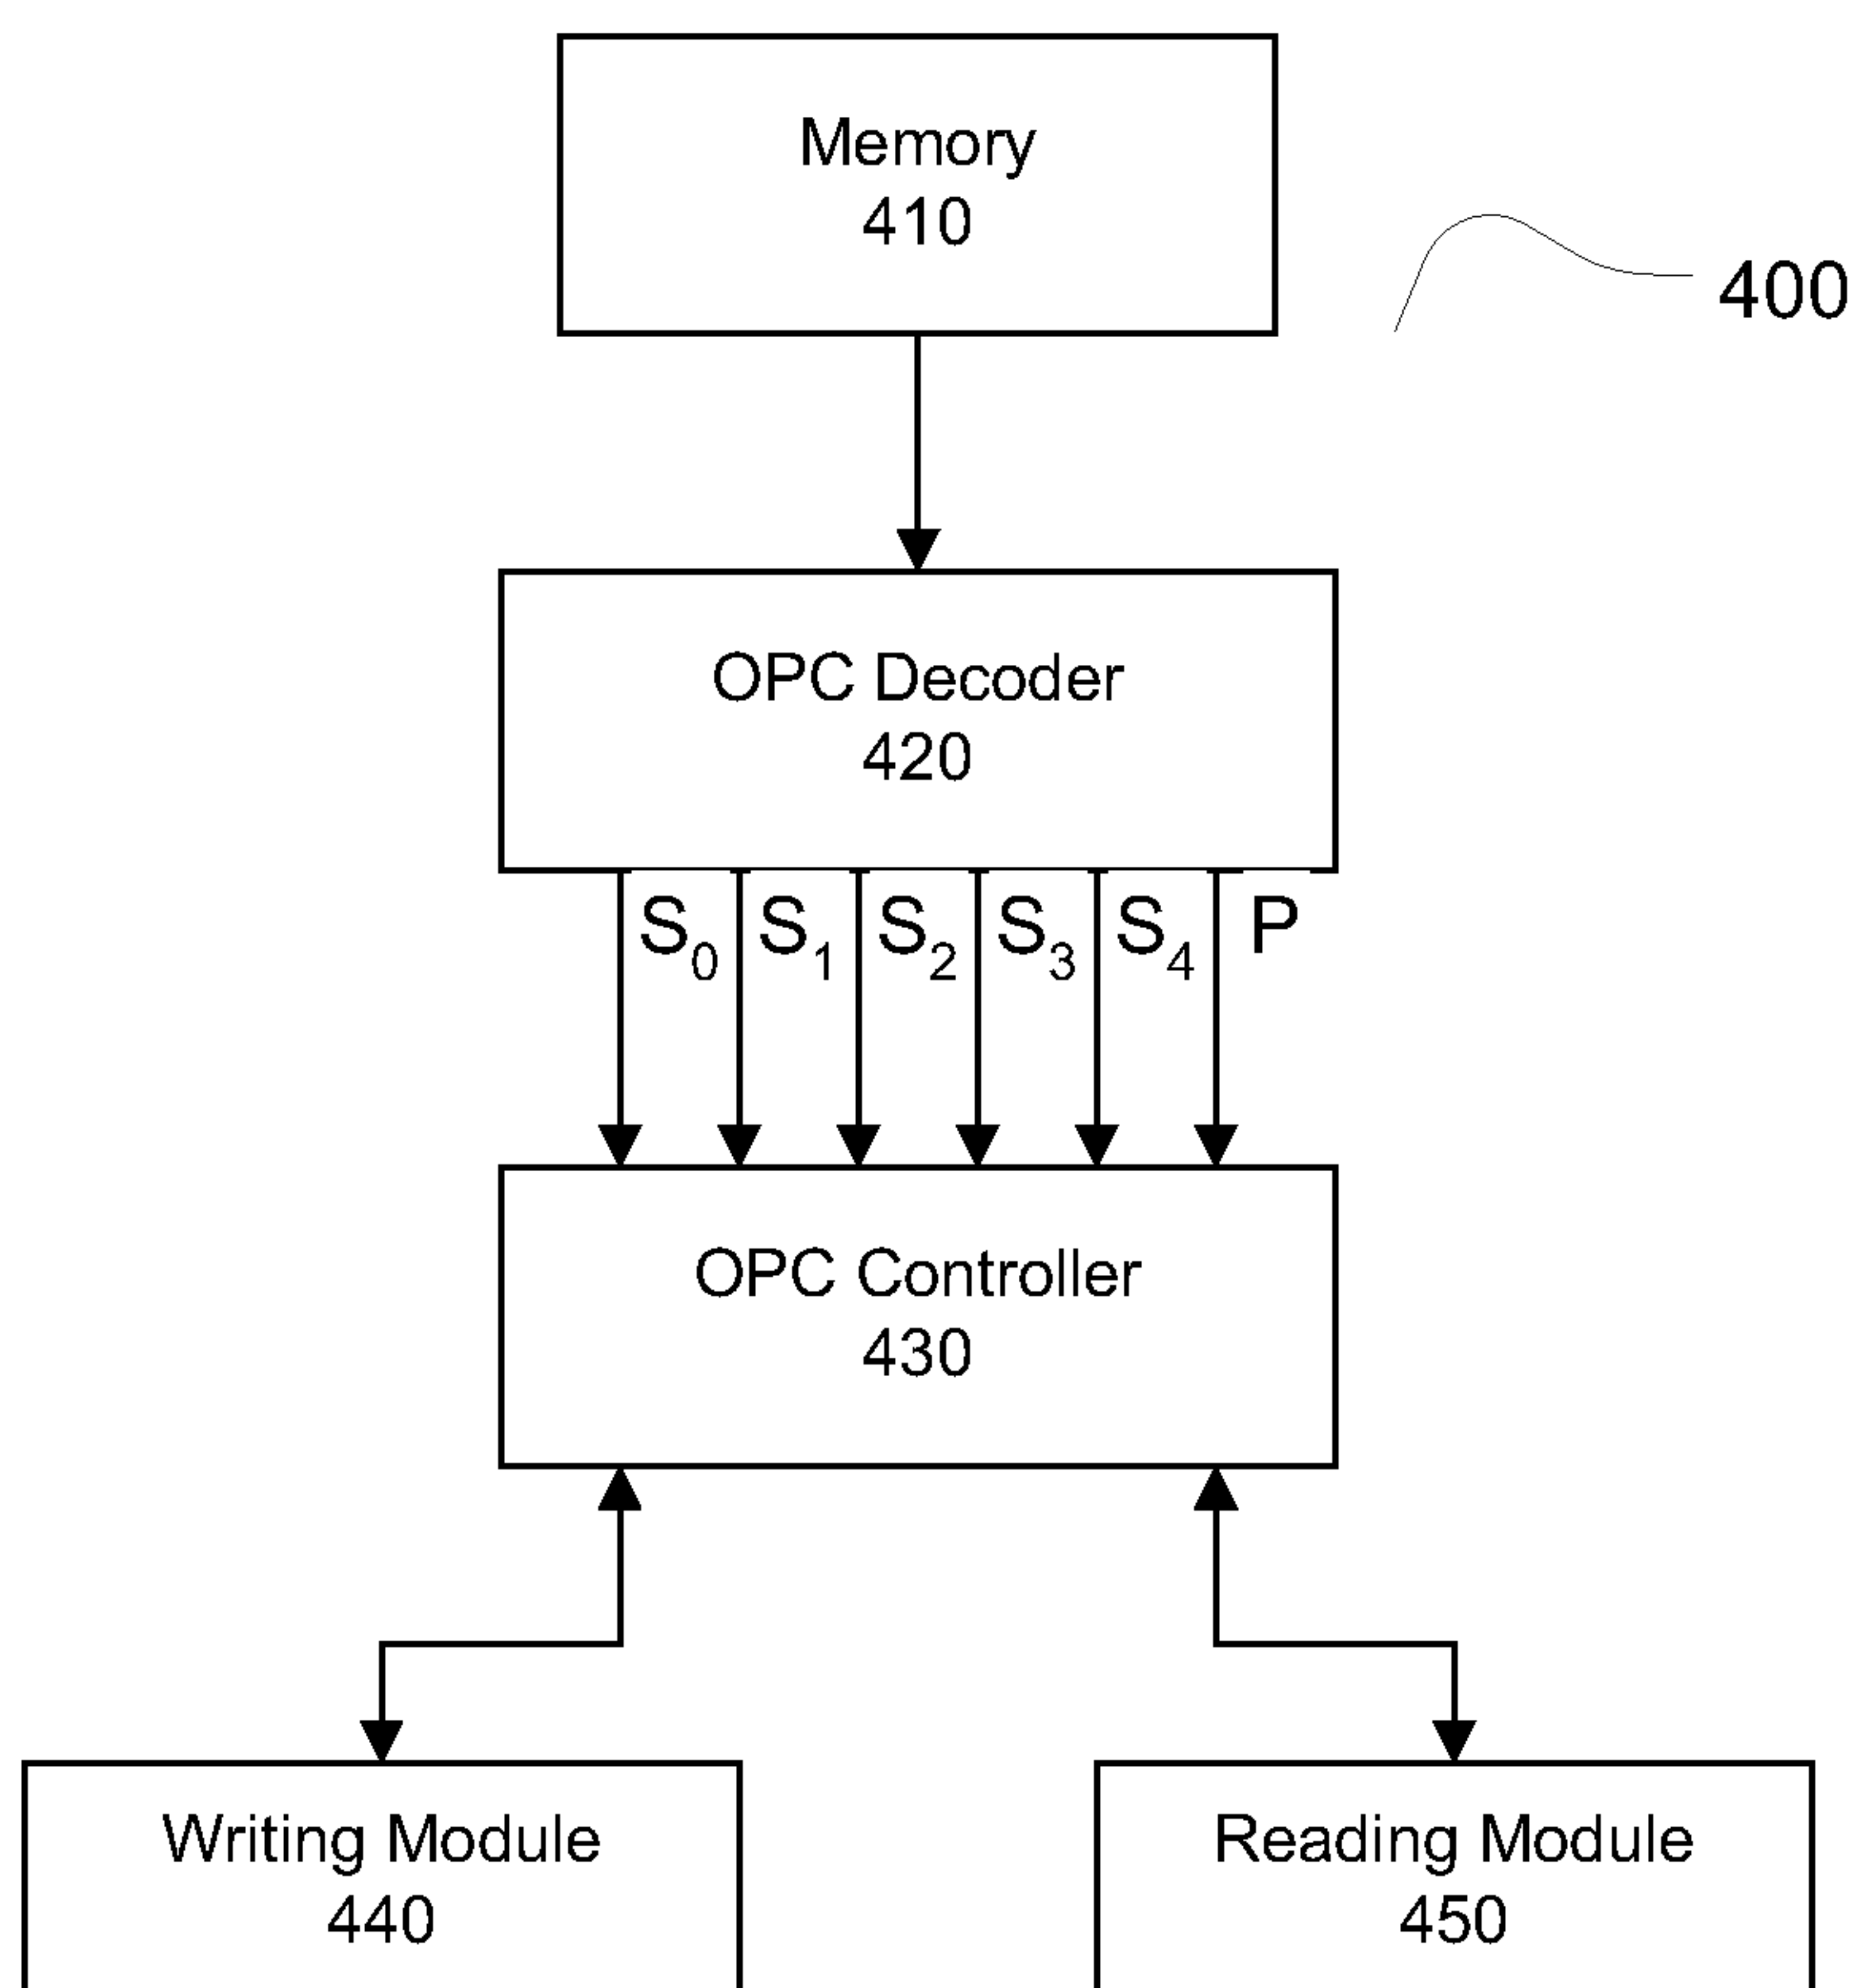 Memory
410
400
OPC Decoder
420
S₀ S₁ S₂ S₃ S₄ P
OPC Controller
430
Writing Module
440
Reading Module
450